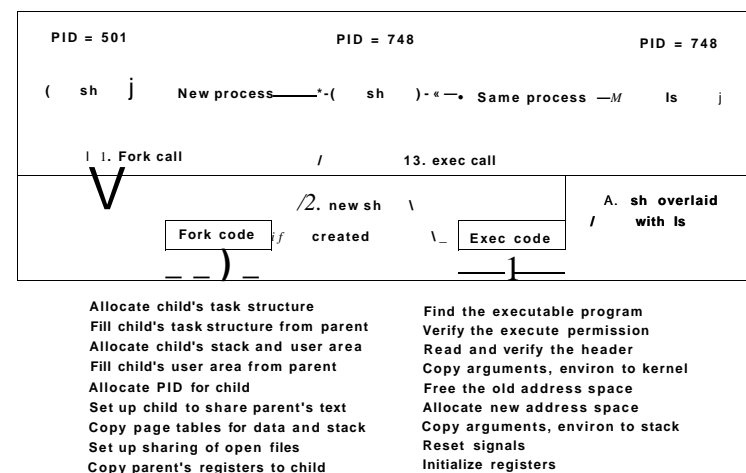 PID = 501 PID = 748 PID = 748
( sh j New process *-( sh )- « —• Same process —M ls j
| 1. Fork call / 13. exec call
V /2. new sh \ A. sh overlaid
Fork code if created \_ Exec code / with ls
_ _ ) _ 1
Allocate child's task structure
Fill child's task structure from parent
Allocate child's stack and user area
Fill child's user area from parent
Allocate PID for child
Set up child to share parent's text
Copy page tables for data and stack
Set up sharing of open files
Copy parent's registers to child
Find the executable program
Verify the execute permission
Read and verify the header
Copy arguments, environ to kernel
Free the old address space
Allocate new address space
Copy arguments, environ to stack
Reset signals
Initialize registers